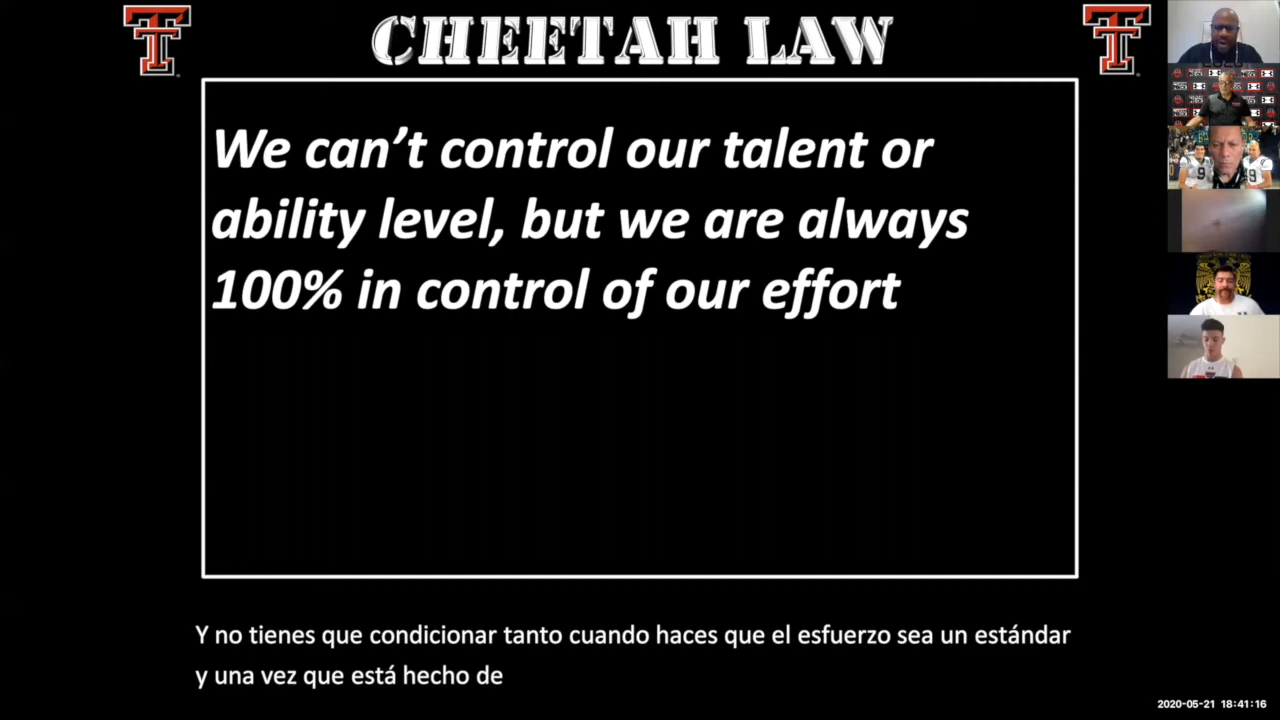 CHEETAH LAW
We can't control our talent or
ability level, but we are always
100% in control of our effort
Y no tienes que condicionar tanto cuando haces que el esfuerzo sea un estándar
y una vez que está hecho de
2020-05-21 18:41:16